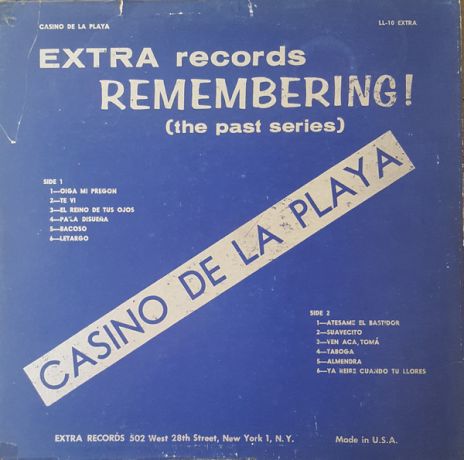 CASINO DE LA PLAYA
LL-10 EXTRA
EXTRA records
REMEMBERING!
(the past series)
SIDE 1
1—OIGA MI PREGON
2—TE VI
3—EL REINO DE TUS OJOS
4—PA'LA DISUEÑA
5—BACOSO
6—LETARGO
CASINO DE LA PLAYA
SIDE 2
1—ATESAME EL BASTIDOR
2—SUAVECITO
3—VEN ACA, TOMÁ
4—TABOGA
5—ALMENDRA
6—YA REIRE CUANDO TU LLORES
EXTRA RECORDS 502 West 28th Street, New York 1, N.Y.
Made in U.S.A.